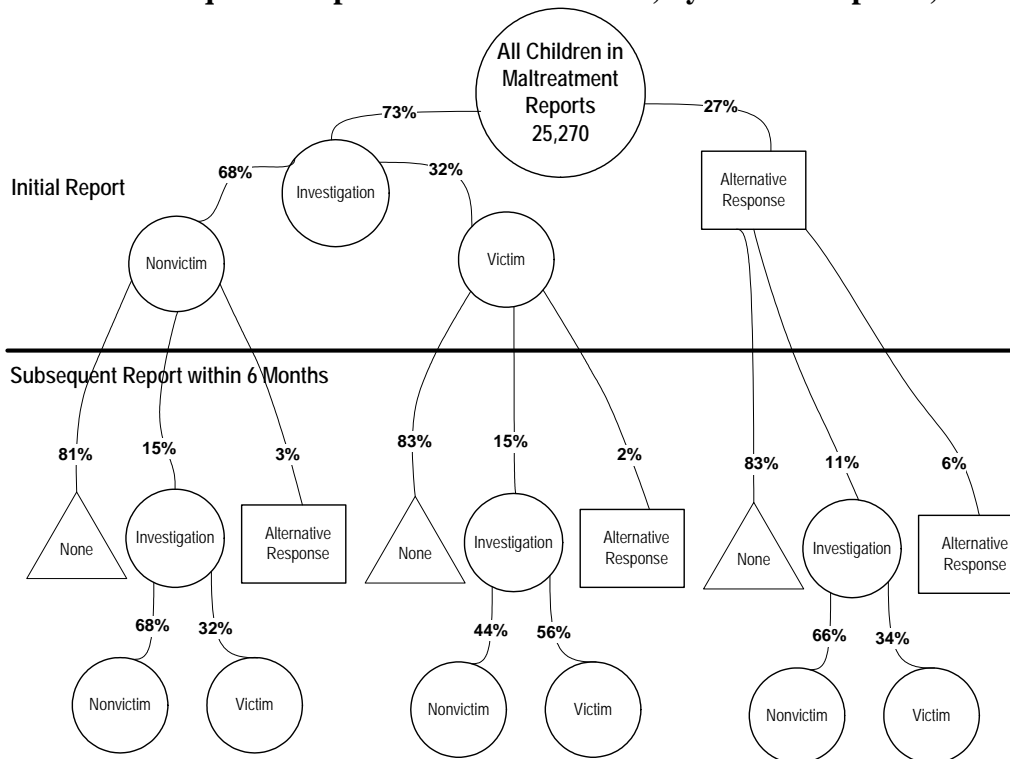 All Children in
Maltreatment
Reports
25,270
73%
27%
68%
Investigation
32%
Alternative
Response
Initial Report
Nonvictim
Victim
Subsequent Report within 6 Months
81%
15%
3%
83%
15%
2%
83%
11%
6%
None
Investigation
Alternative
Response
None
Investigation
Alternative
Response
None
Investigation
Alternative
Response
68%
32%
44%
56%
66%
34%
Nonvictim
Victim
Nonvictim
Victim
Nonvictim
Victim